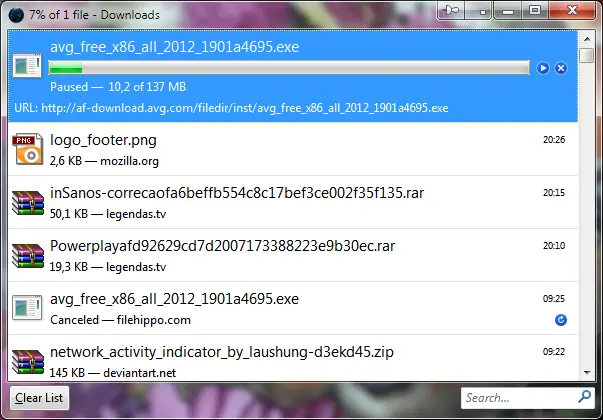 7% of 1 file - Downloads
avg_free_x86_all_2012_1901a4695.exe
Paused — 10,2 of 137 MB
URL: http://af-download.avg.com/filedir/inst/avg_free_x86_all_2012_1901a4695.exe
PNG
logo_footer.png 20:26
2,6 KB — mozilla.org
inSanos-correcaofa6beffb554c8c17bef3ce002f35f135.rar 20:15
50,1 KB — legendas.tv
Powerplayafd92629cd7d2007173388223e9b30ec.rar 20:10
19,3 KB — legendas.tv
avg_free_x86_all_2012_1901a4695.exe 09:25
Canceled — filehippo.com
network_activity_indicator_by_laushung-d3ekd45.zip 09:22
145 KB — deviantart.net
Clear List Search...